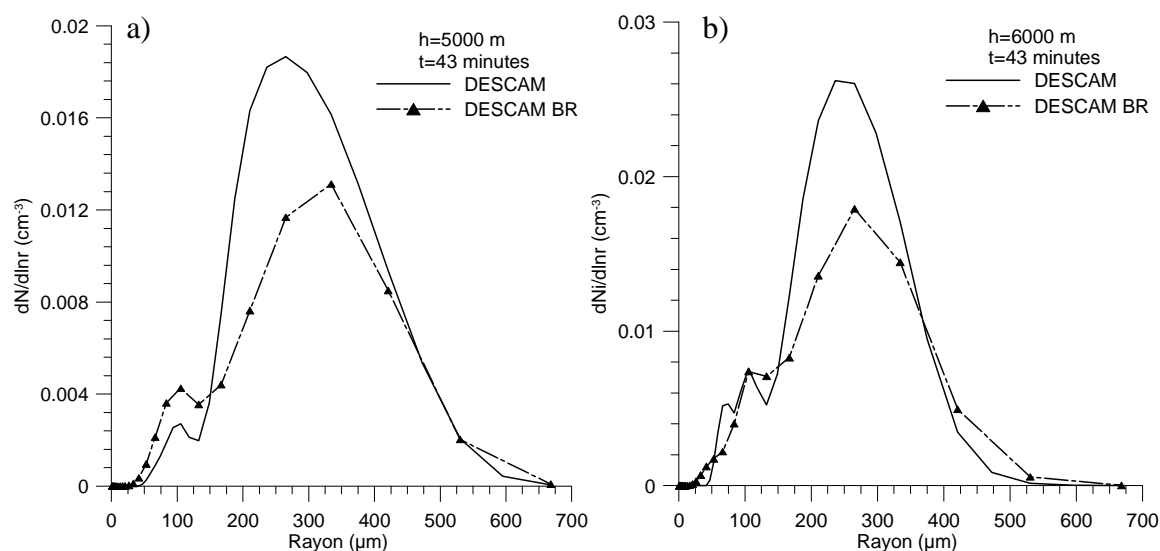 a)
h=5000 m
t=43 minutes
DESCAM
DESCAM BR
0.02
0.016
0.012
0.008
0.004
0
dN/dlnr (cm-3)
0 100 200 300 400 500 600 700
Rayon (µm)
b)
h=6000 m
t=43 minutes
DESCAM
DESCAM BR
0.03
0.02
0.01
0
dNi/dlnr (cm-3)
0 100 200 300 400 500 600 700
Rayon (µm)